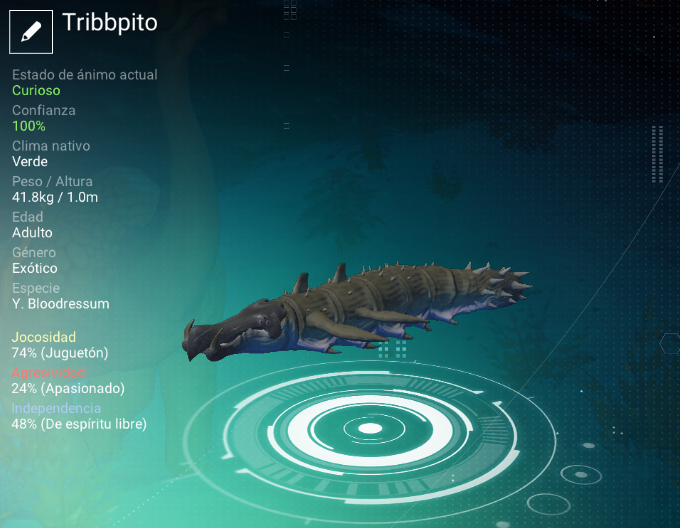 Tribbpito
Estado de ánimo actual
Curioso
Confianza
100%
Clima nativo
Verde
Peso / Altura
41.8kg / 1.0m
Edad
Adulto
Género
Exótico
Especie
Y. Bloodressum
Jocosidad
74% (Juguetón)
Agresividad
24% (Apasionado)
Independencia
48% (De espíritu libre)